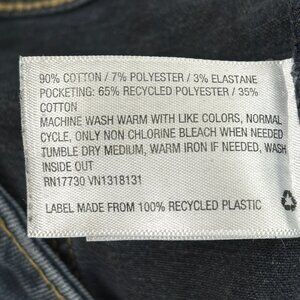 90% COTTON / 7% POLYESTER / 3% ELASTANE
POCKETING: 65% RECYCLED POLYESTER / 35%
COTTON
MACHINE WASH WARM WITH LIKE COLORS, NORMAL
CYCLE, ONLY NON CHLORINE BLEACH WHEN NEEDED
TUMBLE DRY MEDIUM, WARM IRON IF NEEDED, WASH
INSIDE OUT
RN17730 VN1318131
LABEL MADE FROM 100% RECYCLED PLASTIC